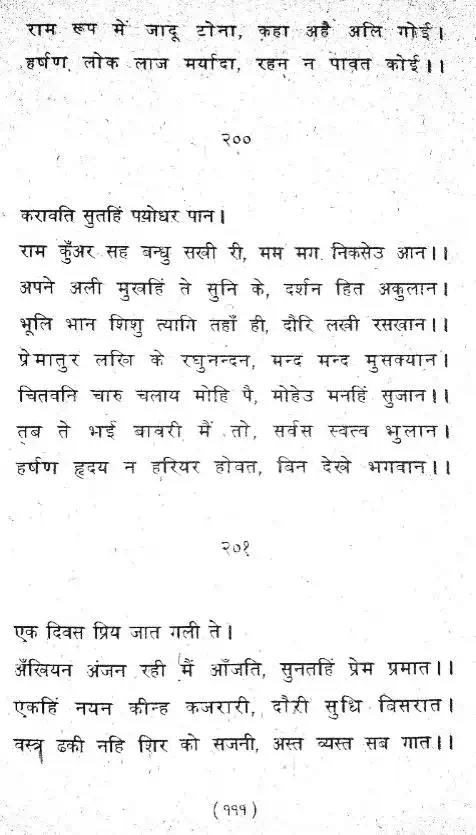 राम रूप में जादू टोना, कहा अहै अलि गोई।
हर्षण लोक लाज मर्यादा, रहन न पावत कोई।।
२००
करावति सुतहिं पयोधर पान।
राम कुँअर सह बन्धु सखी री, मम मग निकसेउ आन।।
अपने अली मुखहिं ते सुनि के, दर्शन हित अकुलान।
भूलि भान शिशु त्यागि तहाँ ही, दौरि लखी रसखान।।
प्रेमातुर लखि के रघुनन्दन, मन्द मन्द मुसक्यान।
चितवनि चारु चलाय मोहि पै, मोहेउ मनहिं सुजान।।
तब ते भई बावरी मैं तो, सर्वस स्वत्व भुलान।
हर्षण हृदय न हरियर होवत, बिन देखे भगवान।।
२०१
एक दिवस प्रिय जात गली ते।
अँखियन अंजन रही मैं आँजति, सुनतहिं प्रेम प्रमात।।
एकहिं नयन कीन्ह कजरारी, दौरी सुधि विसरात।
वस्त्र ढकी नहि शिर को सजनी, अस्त व्यस्त सब गात।।
(१११)